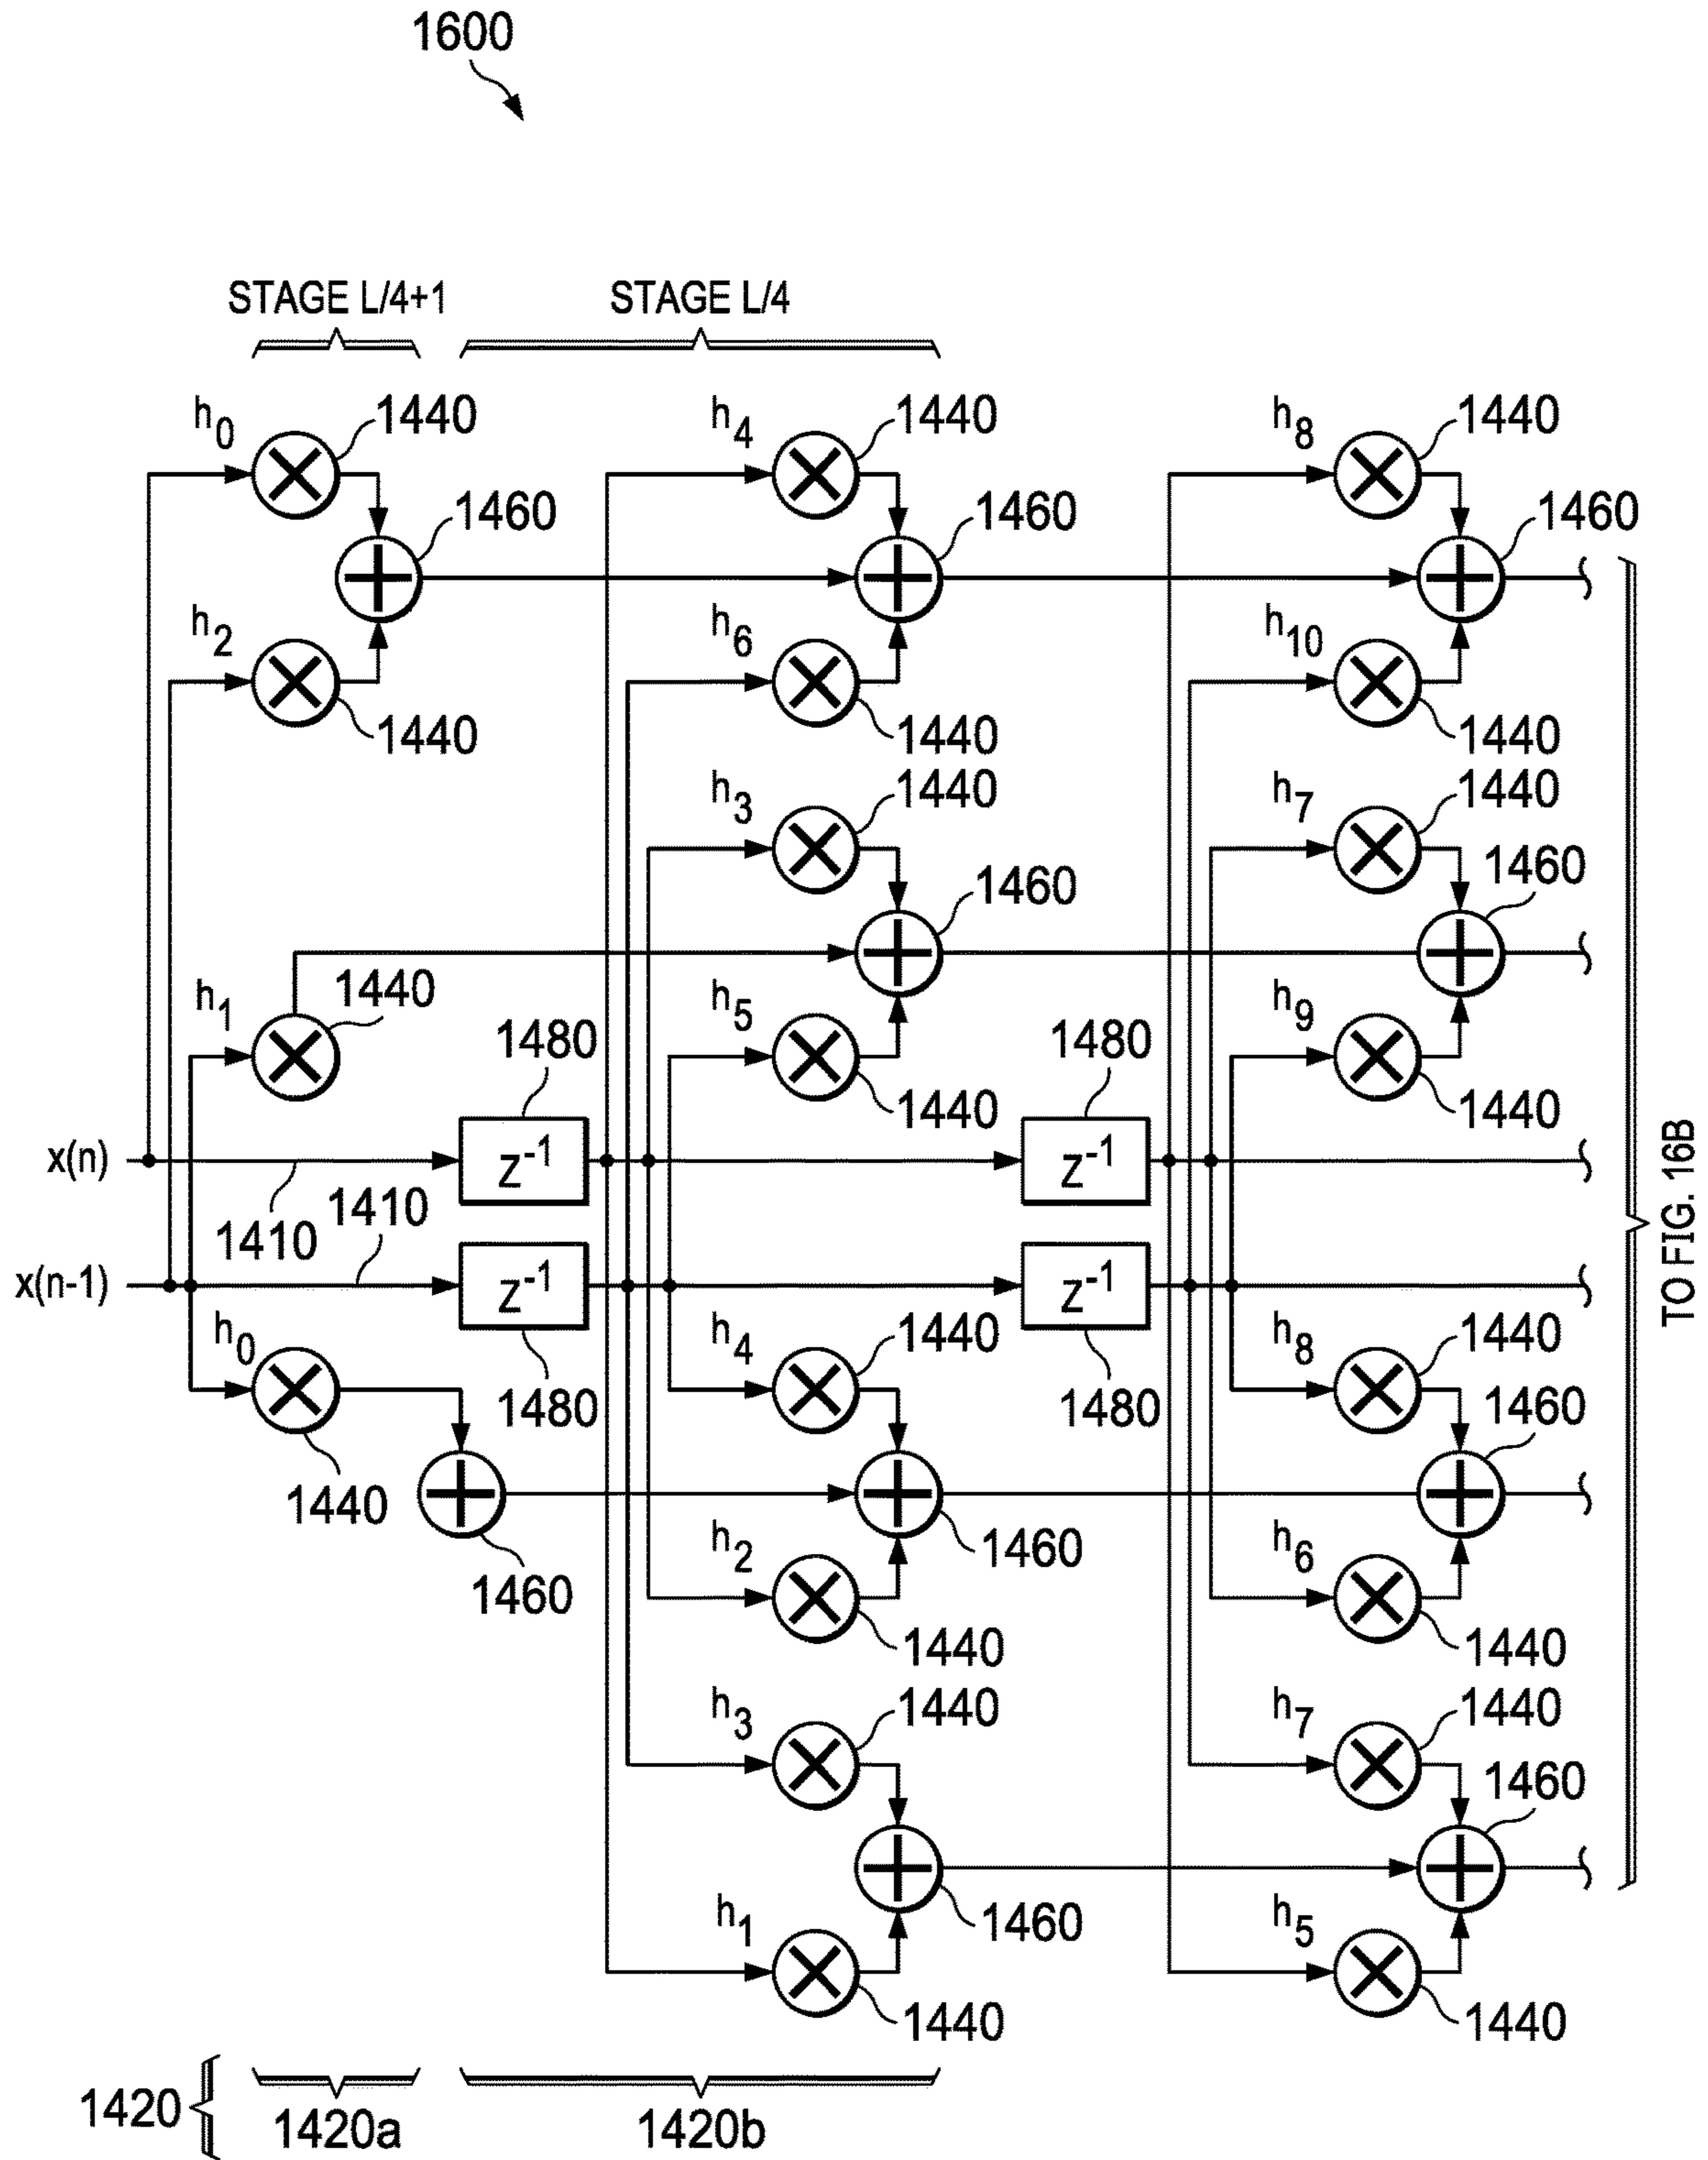 1600
STAGE L/4+1 STAGE L/4
h0 1440 h4 1440 h8 1440
1460 1460 1460
h2 h6 h10
1440 1440 1440
h3 1440 h7 1440
1460 1460
h1 1440 h5 h9
1480 1480
1440 1440
x(n) z-1 z-1
1410 1410
x(n-1) z-1 z-1
h0 h4 1440 h8 1440
1480 1480
1460
1440
h2 1460 h6
1460
1440 1440
h3 1440 h7 1440
1460
h1 1460 h5
1440 1440
1420 1420a 1420b
TO FIG. 16B